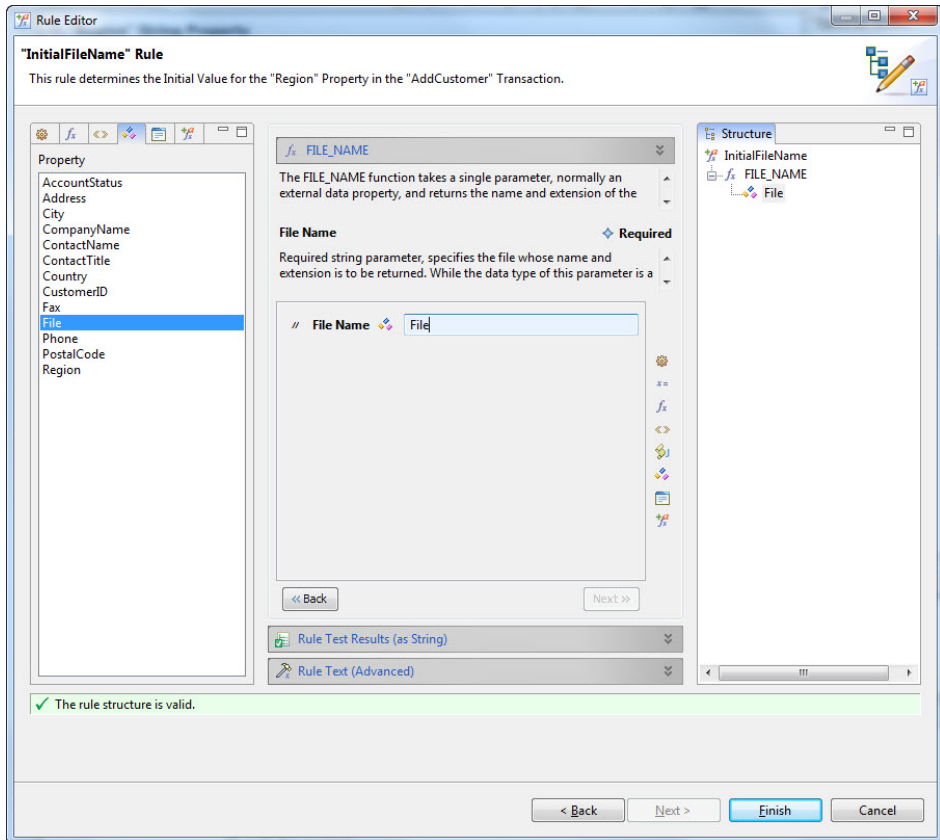 Rule Editor
"InitialFileName" Rule
This rule determines the Initial Value for the "Region" Property in the "AddCustomer" Transaction.
Property
AccountStatus
Address
City
CompanyName
ContactName
ContactTitle
Country
CustomerID
Fax
File
Phone
PostalCode
Region
FILE_NAME
The FILE_NAME function takes a single parameter, normally an
external data property, and returns the name and extension of the
File Name Required
Required string parameter, specifies the file whose name and
extension is to be returned. While the data type of this parameter is a
File Name File
« Back Next »
Rule Test Results (as String)
Rule Text (Advanced)
Structure
InitialFileName
FILE_NAME
File
The rule structure is valid.
< Back Next > Finish Cancel